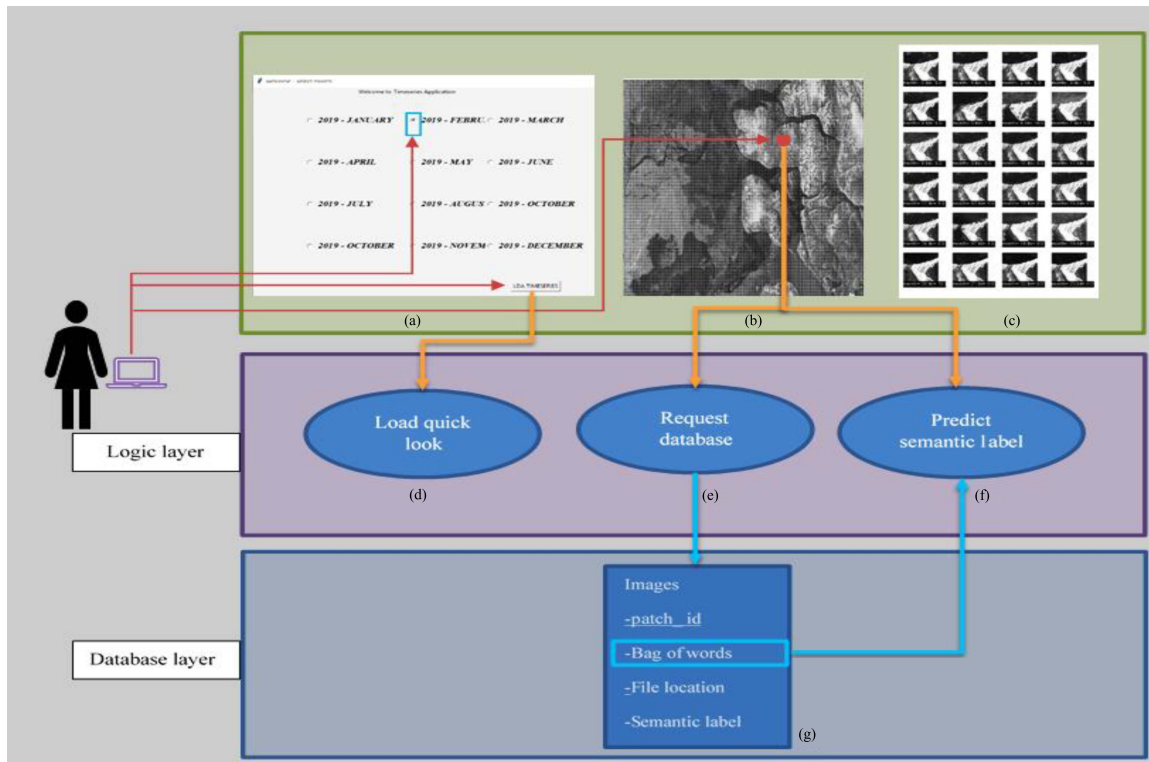 Welcome to Timeseries Application
2019 - JANUARY 2019 - FEBRU 2019 - MARCH
2019 - APRIL 2019 - MAY 2019 - JUNE
2019 - JULY 2019 - AUGUS 2019 - OCTOBER
2019 - OCTOBER 2019 - NOVEM 2019 - DECEMBER
LDA TIMESERIES
(a)
(b)
(c)
Logic layer
Load quick
look
(d)
Request
database
(e)
Predict
semantic label
(f)
Database layer
Images
-patch_id
-Bag of words
-File location
-Semantic label
(g)